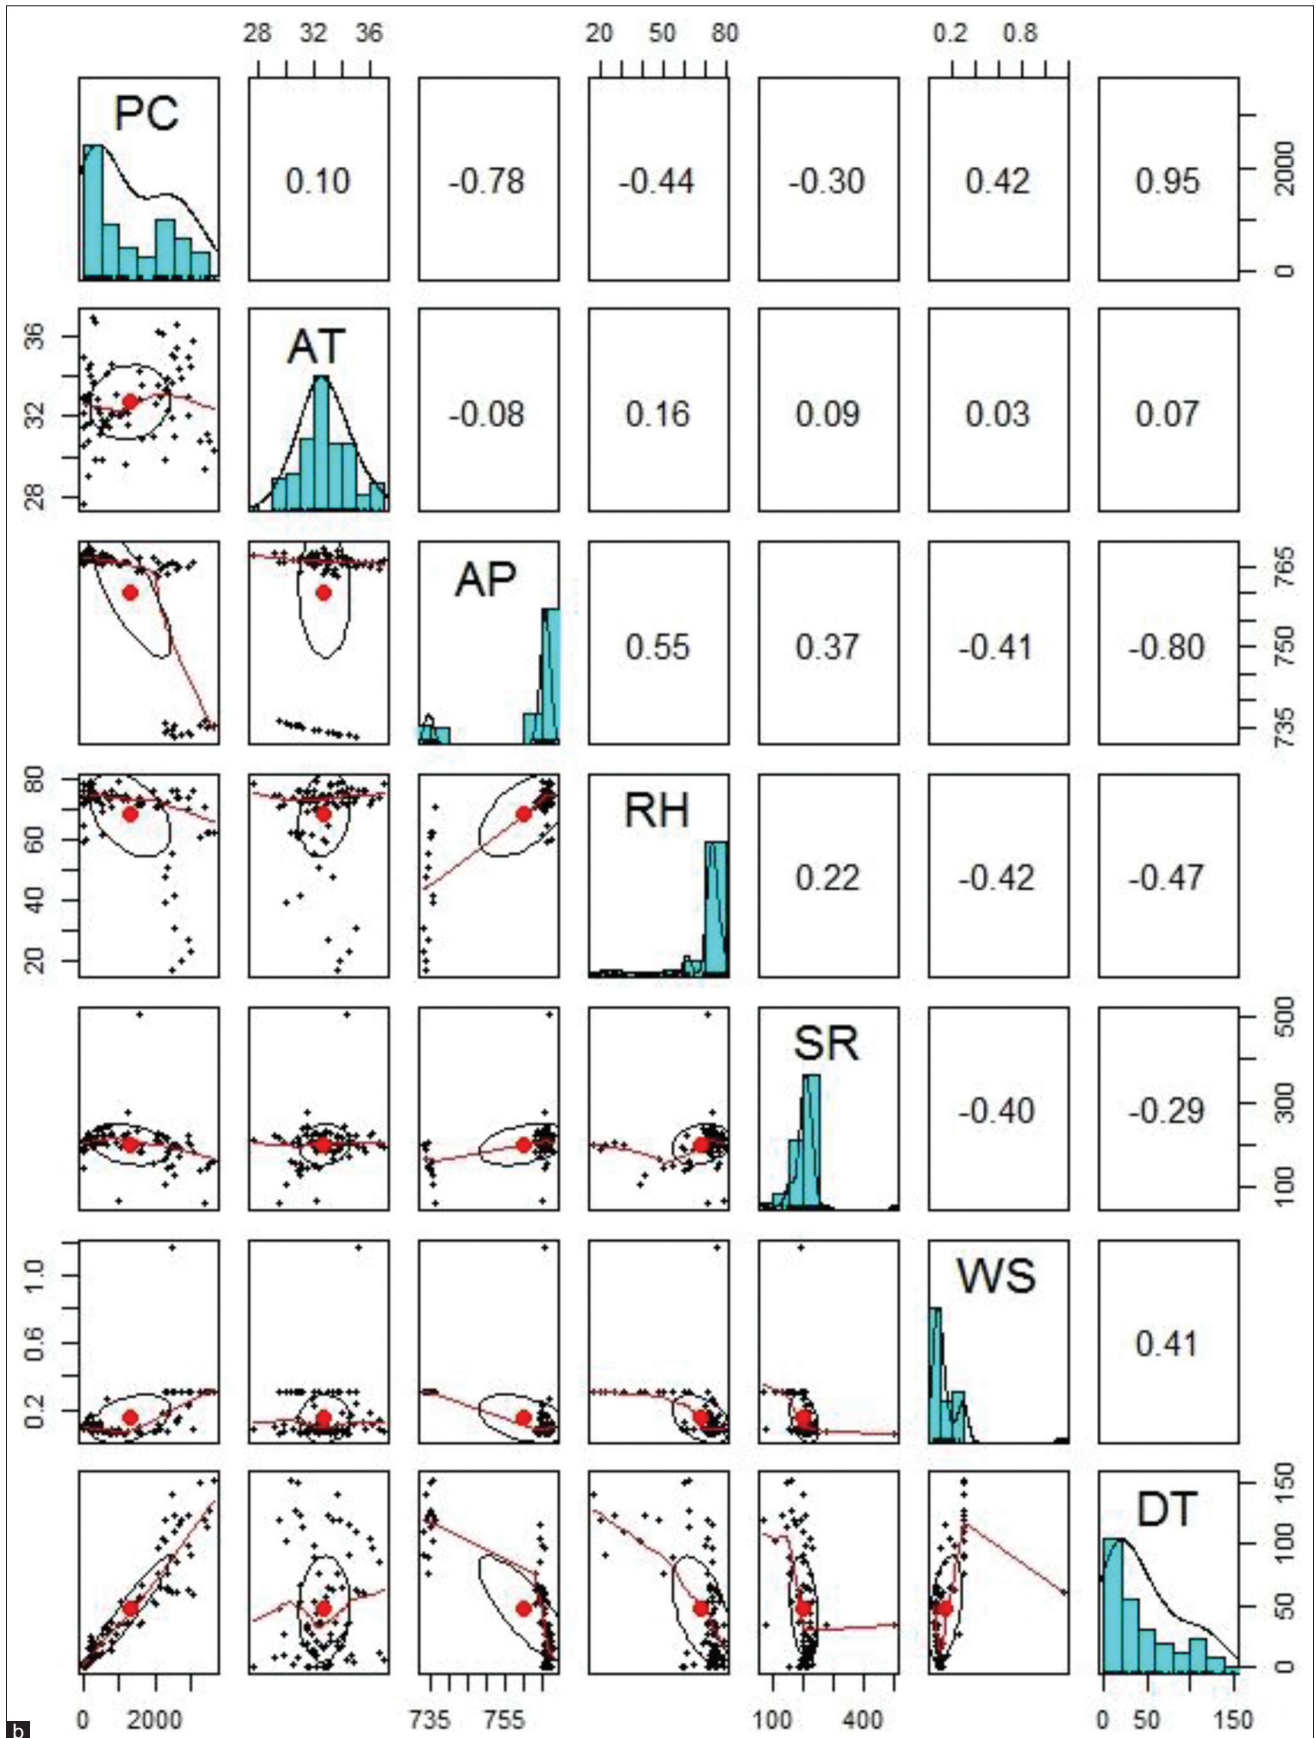 28 32 36 20 50 80 0.2 0.8
PC
0.10 -0.78 -0.44 -0.30 0.42 0.95
0 2000
28 32 36
AT
-0.08 0.16 0.09 0.03 0.07
AP
0.55 0.37 -0.41 -0.80
735 750 765
20 40 60 80
RH
0.22 -0.42 -0.47
SR
-0.40 -0.29
100 300 500
0.2 0.6 1.0
WS
0.41
DT
0 50 100 150
0 2000 735 755 100 400 0 50 150
b